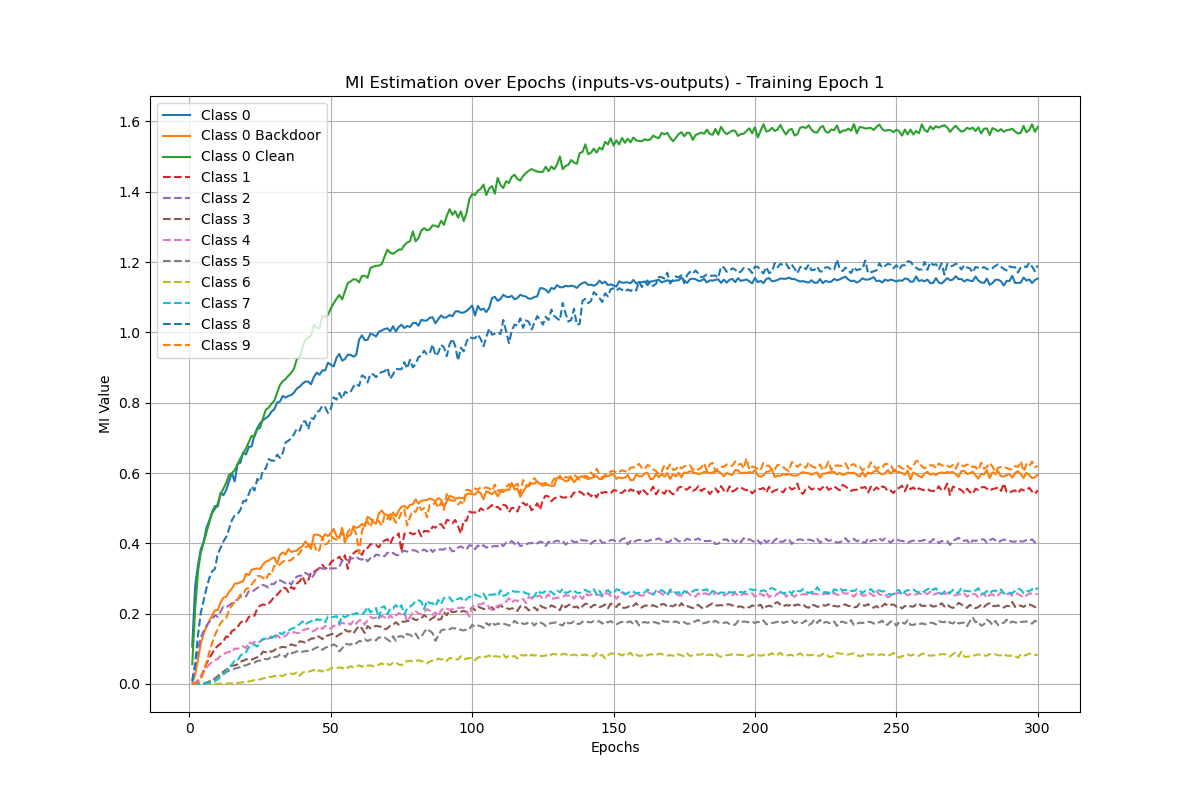 MI Estimation over Epochs (inputs-vs-outputs) - Training Epoch 1
Class 0
Class 0 Backdoor
Class 0 Clean
Class 1
Class 2
Class 3
Class 4
Class 5
Class 6
Class 7
Class 8
Class 9
MI Value
1.6
1.4
1.2
1.0
0.8
0.6
0.4
0.2
0.0
0 50 100 150 200 250 300
Epochs